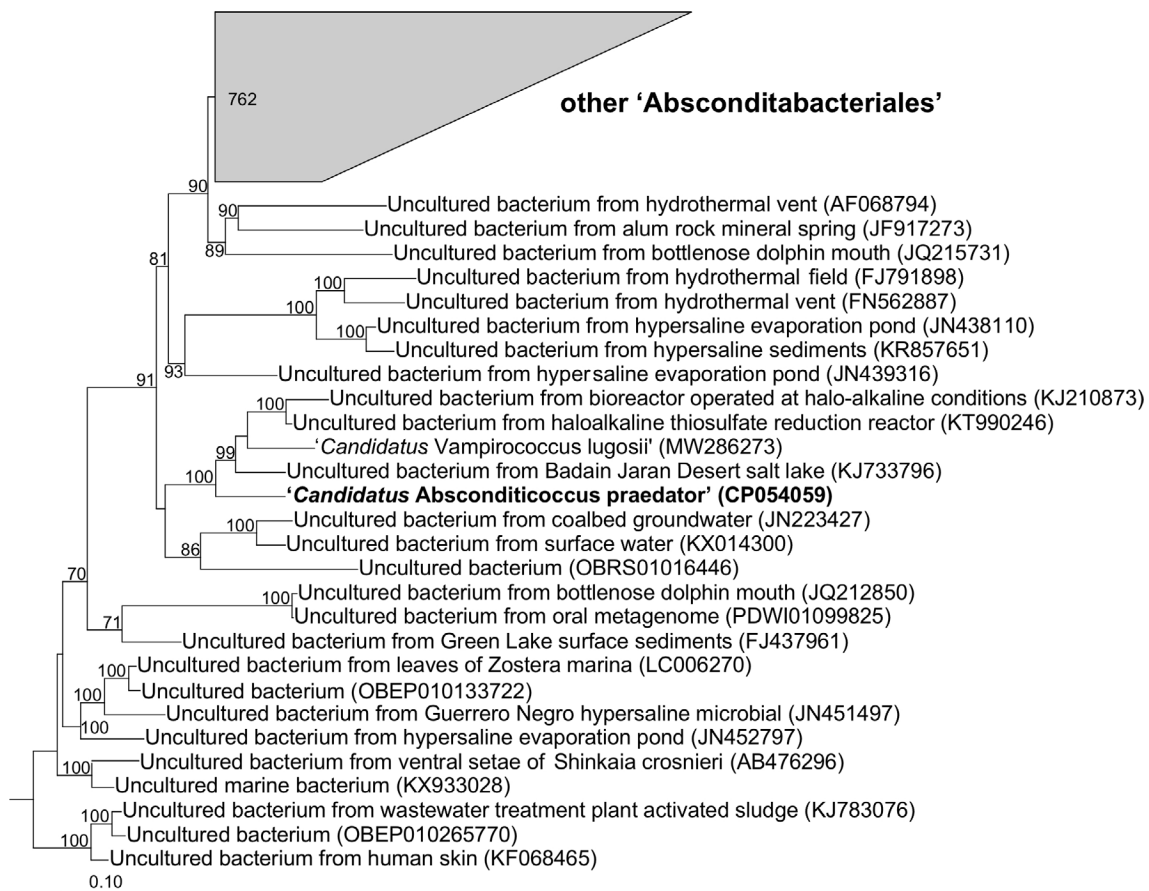 762
other ‘Absconditabacteriales’
90
90
Uncultured bacterium from hydrothermal vent (AF068794)
Uncultured bacterium from alum rock mineral spring (JF917273)
89
Uncultured bacterium from bottlenose dolphin mouth (JQ215731)
81
100
Uncultured bacterium from hydrothermal field (FJ791898)
Uncultured bacterium from hydrothermal vent (FN562887)
100
100
Uncultured bacterium from hypersaline evaporation pond (JN438110)
Uncultured bacterium from hypersaline sediments (KR857651)
93
Uncultured bacterium from hypersaline evaporation pond (JN439316)
91
100
Uncultured bacterium from bioreactor operated at halo-alkaline conditions (KJ210873)
Uncultured bacterium from haloalkaline thiosulfate reduction reactor (KT990246)
‘Candidatus Vampirococcus lugosii' (MW286273)
99
Uncultured bacterium from Badain Jaran Desert salt lake (KJ733796)
100
‘Candidatus Absconditicoccus praedator’ (CP054059)
100
Uncultured bacterium from coalbed groundwater (JN223427)
Uncultured bacterium from surface water (KX014300)
86
Uncultured bacterium (OBRS01016446)
70
100
Uncultured bacterium from bottlenose dolphin mouth (JQ212850)
Uncultured bacterium from oral metagenome (PDWI01099825)
71
Uncultured bacterium from Green Lake surface sediments (FJ437961)
100
Uncultured bacterium from leaves of Zostera marina (LC006270)
Uncultured bacterium (OBEP010133722)
100
Uncultured bacterium from Guerrero Negro hypersaline microbial (JN451497)
100
Uncultured bacterium from hypersaline evaporation pond (JN452797)
Uncultured bacterium from ventral setae of Shinkaia crosnieri (AB476296)
100
Uncultured marine bacterium (KX933028)
Uncultured bacterium from wastewater treatment plant activated sludge (KJ783076)
100
Uncultured bacterium (OBEP010265770)
100
Uncultured bacterium from human skin (KF068465)
0.10